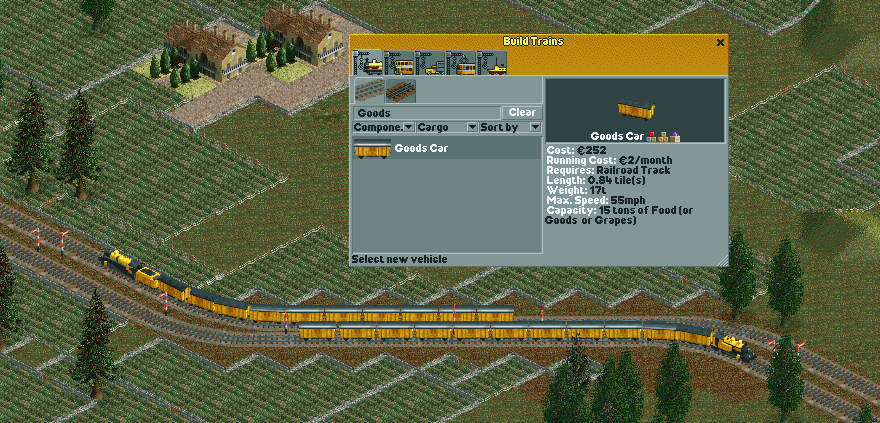 Build Trains
Goods
Clear
Compone.
Cargo
Sort by
Goods Car
Select new vehicle
Goods Car
Cost: €252
Running Cost: €2/month
Requires: Railroad Track
Length: 0.84 tile(s)
Weight: 17t
Max. Speed: 55mph
Capacity: 15 tons of Food (or
Goods or Grapes)